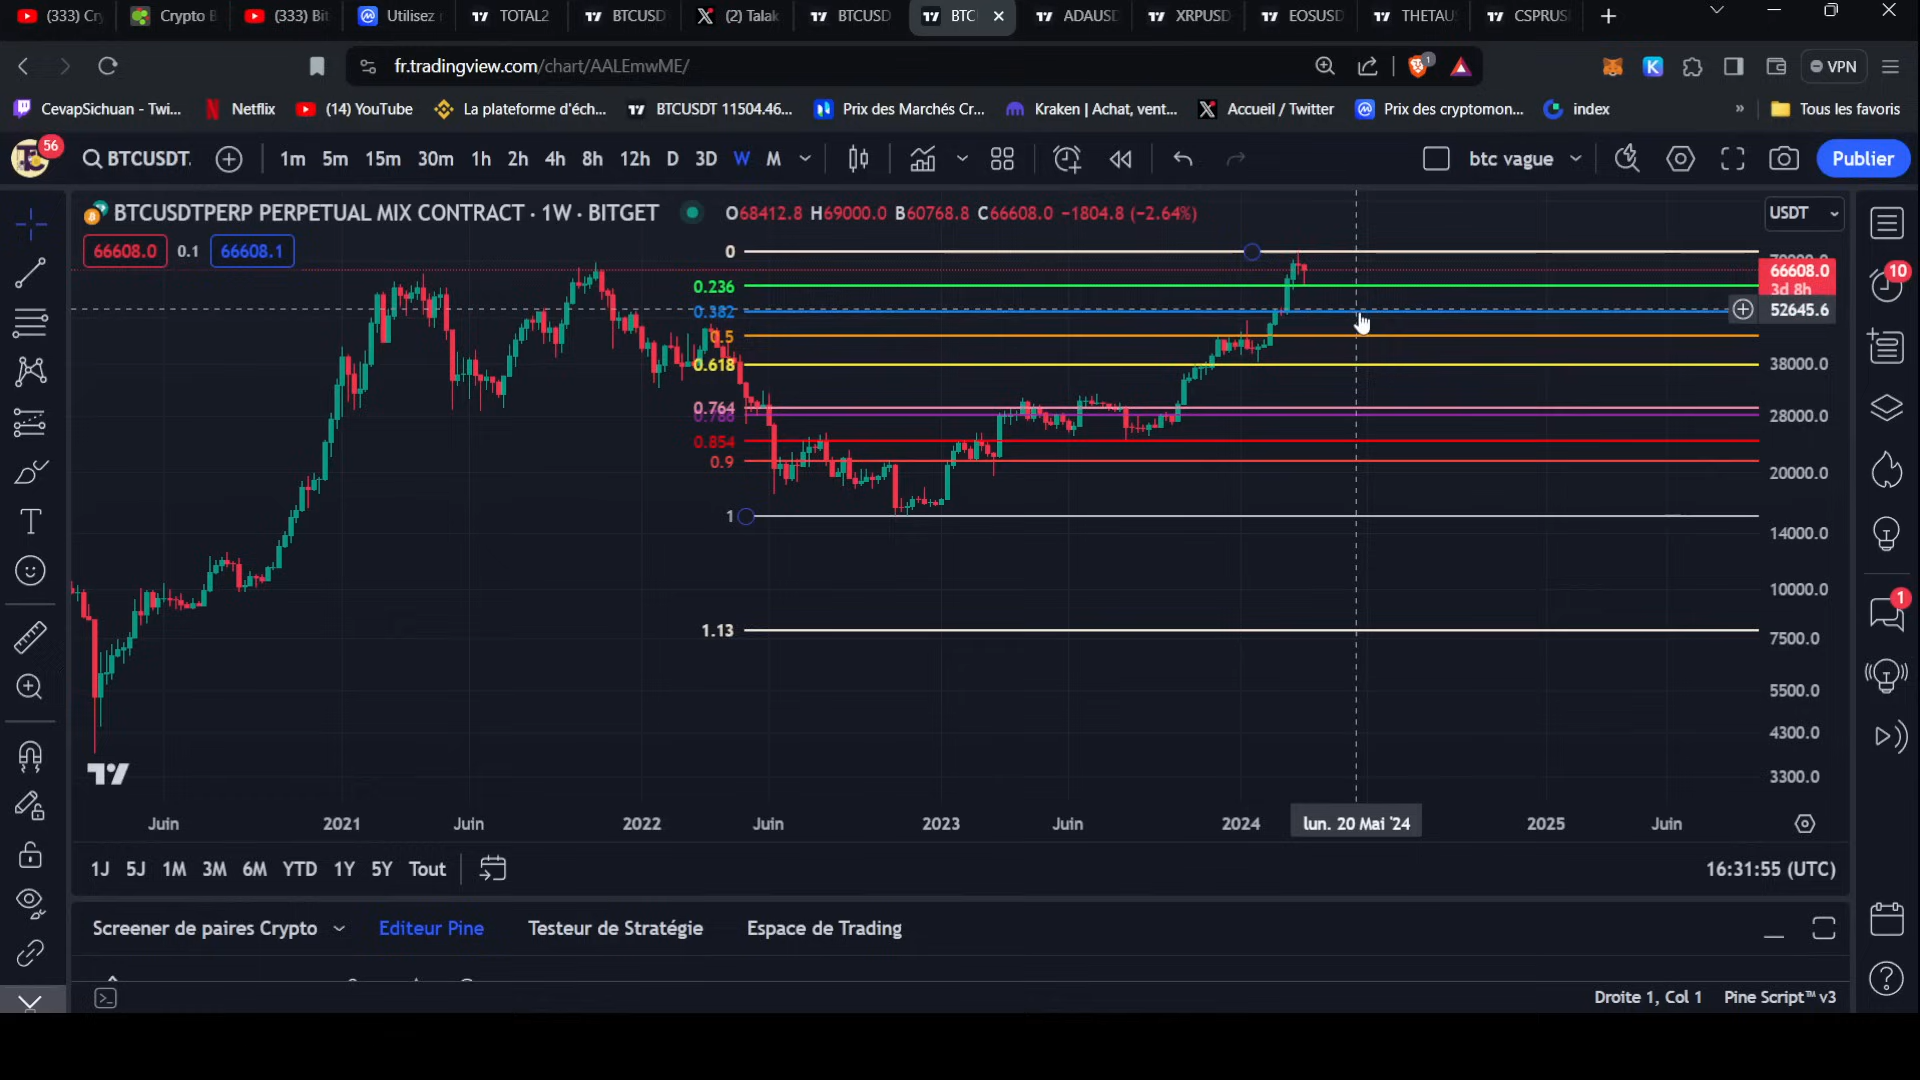 (333) Cr
Crypto B
(333) Bit
Utilisez
TOTAL2
BTCUSD
(2) Talak
BTCUSD
BTC
ADAUSD
XRPUSD
EOSUSD
THETAUS
CSPRUS
fr.tradingview.com/chart/AALEmwME/
1
VPN
CevapSichuan - Twi...
Netflix
(14) YouTube
La plateforme d'éch...
BTCUSDT 11504.46...
Prix des Marchés Cr...
Kraken | Achat, vent...
Accueil / Twitter
Prix des cryptomon...
index
»
Tous les favoris
56
BTCUSDT.
1m 5m 15m 30m 1h 2h 4h 8h 12h D 3D W M
btc vague
Publier
BTCUSDTPERP PERPETUAL MIX CONTRACT · 1W · BITGET
O68412.8 H69000.0 B60768.8 C66608.0 −1804.8 (−2.64%)
USDT
66608.0 0.1 66608.1
0
66608.0
3d 8h
10
0.236
0.382
52645.6
0.5
0.618
38000.0
0.764
28000.0
0.854
0.9
20000.0
1
14000.0
10000.0
1
1.13
7500.0
5500.0
4300.0
3300.0
Juin 2021 Juin 2022 Juin 2023 Juin 2024 lun. 20 Mai '24 2025 Juin
1J 5J 1M 3M 6M YTD 1Y 5Y Tout
16:31:55 (UTC)
Screener de paires Crypto
Editeur Pine
Testeur de Stratégie
Espace de Trading
Droite 1, Col 1
Pine Script™ v3